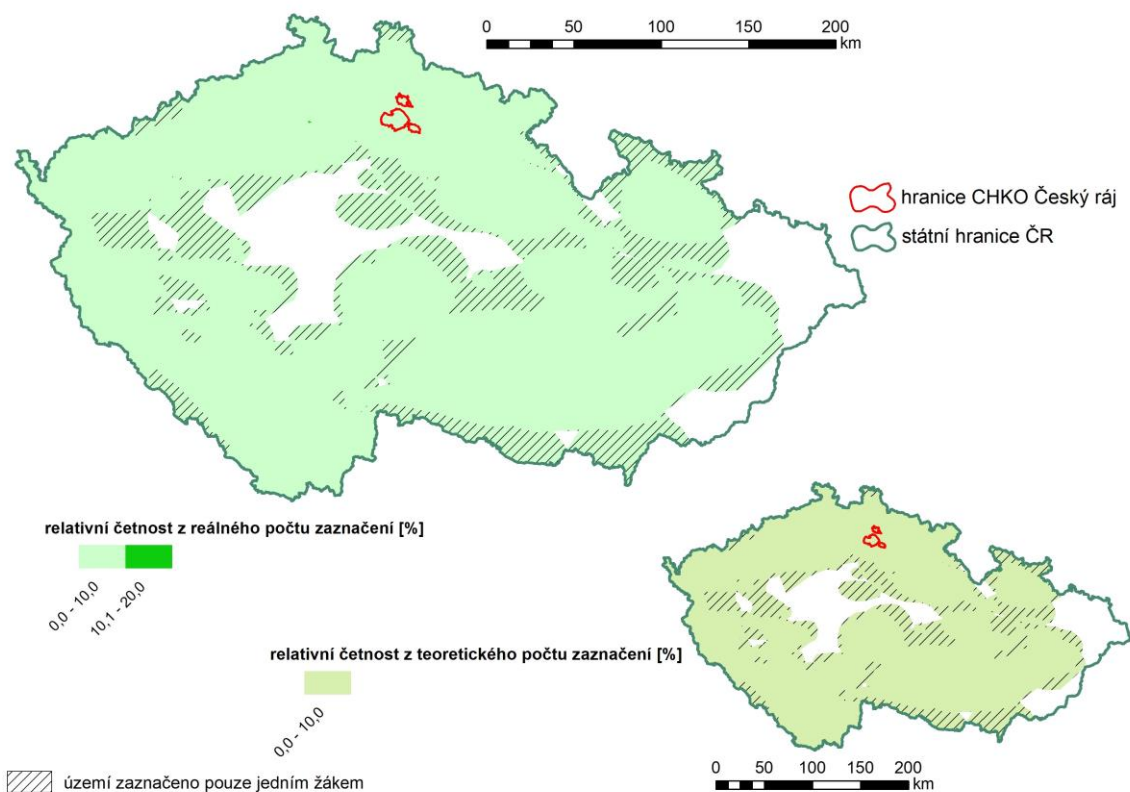 0 50 100 150 200
km
hranice CHKO Český ráj
státní hranice ČR
relativní četnost z reálného počtu zaznačení [%]
0,0 - 10,0
10,1 - 20,0
relativní četnost z teoretického počtu zaznačení [%]
0,0 - 10,0
území zaznačeno pouze jedním žákem
0 50 100 150 200
km